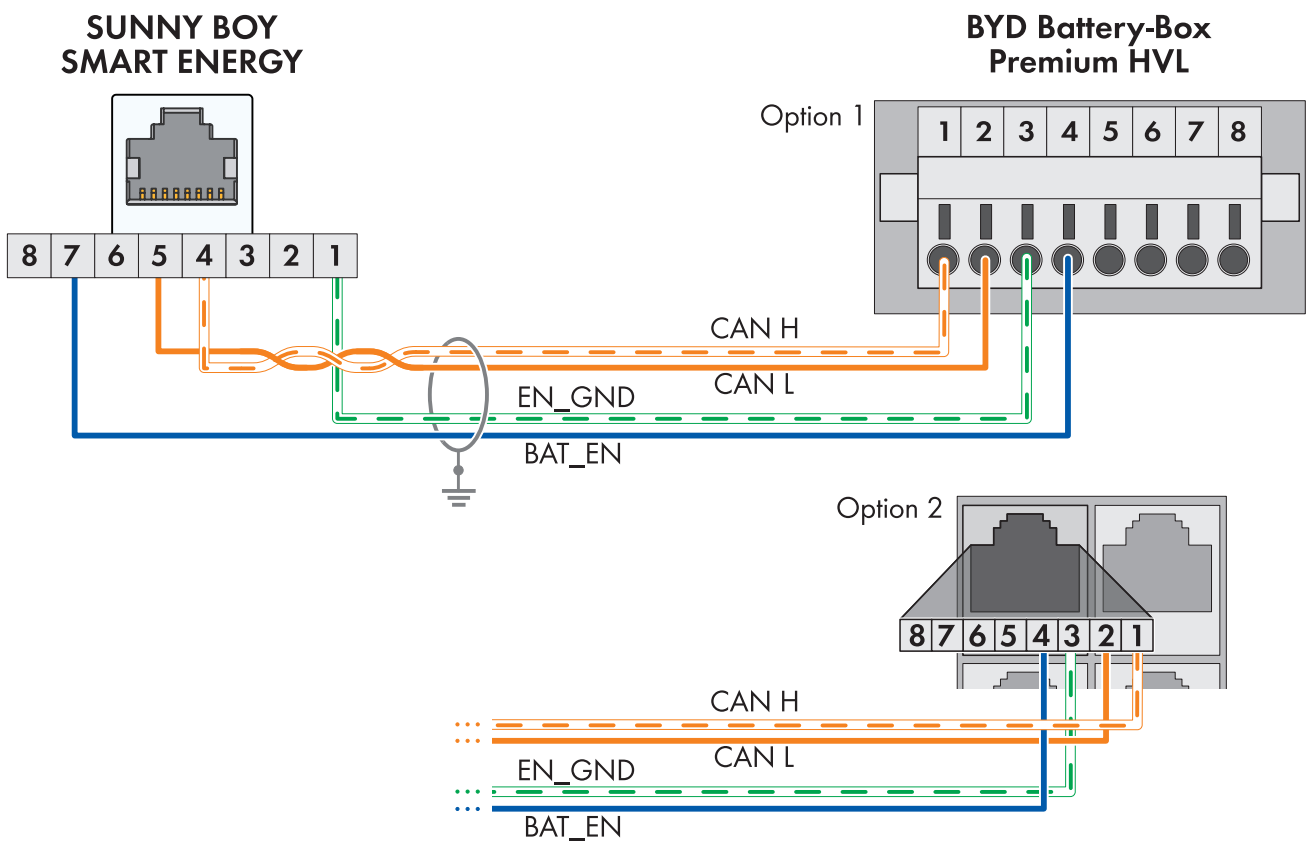 SUNNY BOY
SMART ENERGY
BYD Battery-Box
Premium HVL
Option 1
1 2 3 4 5 6 7 8
8 7 6 5 4 3 2 1
CAN H
CAN L
EN_GND
BAT_EN
Option 2
8 7 6 5 4 3 2 1
CAN H
CAN L
EN_GND
BAT_EN